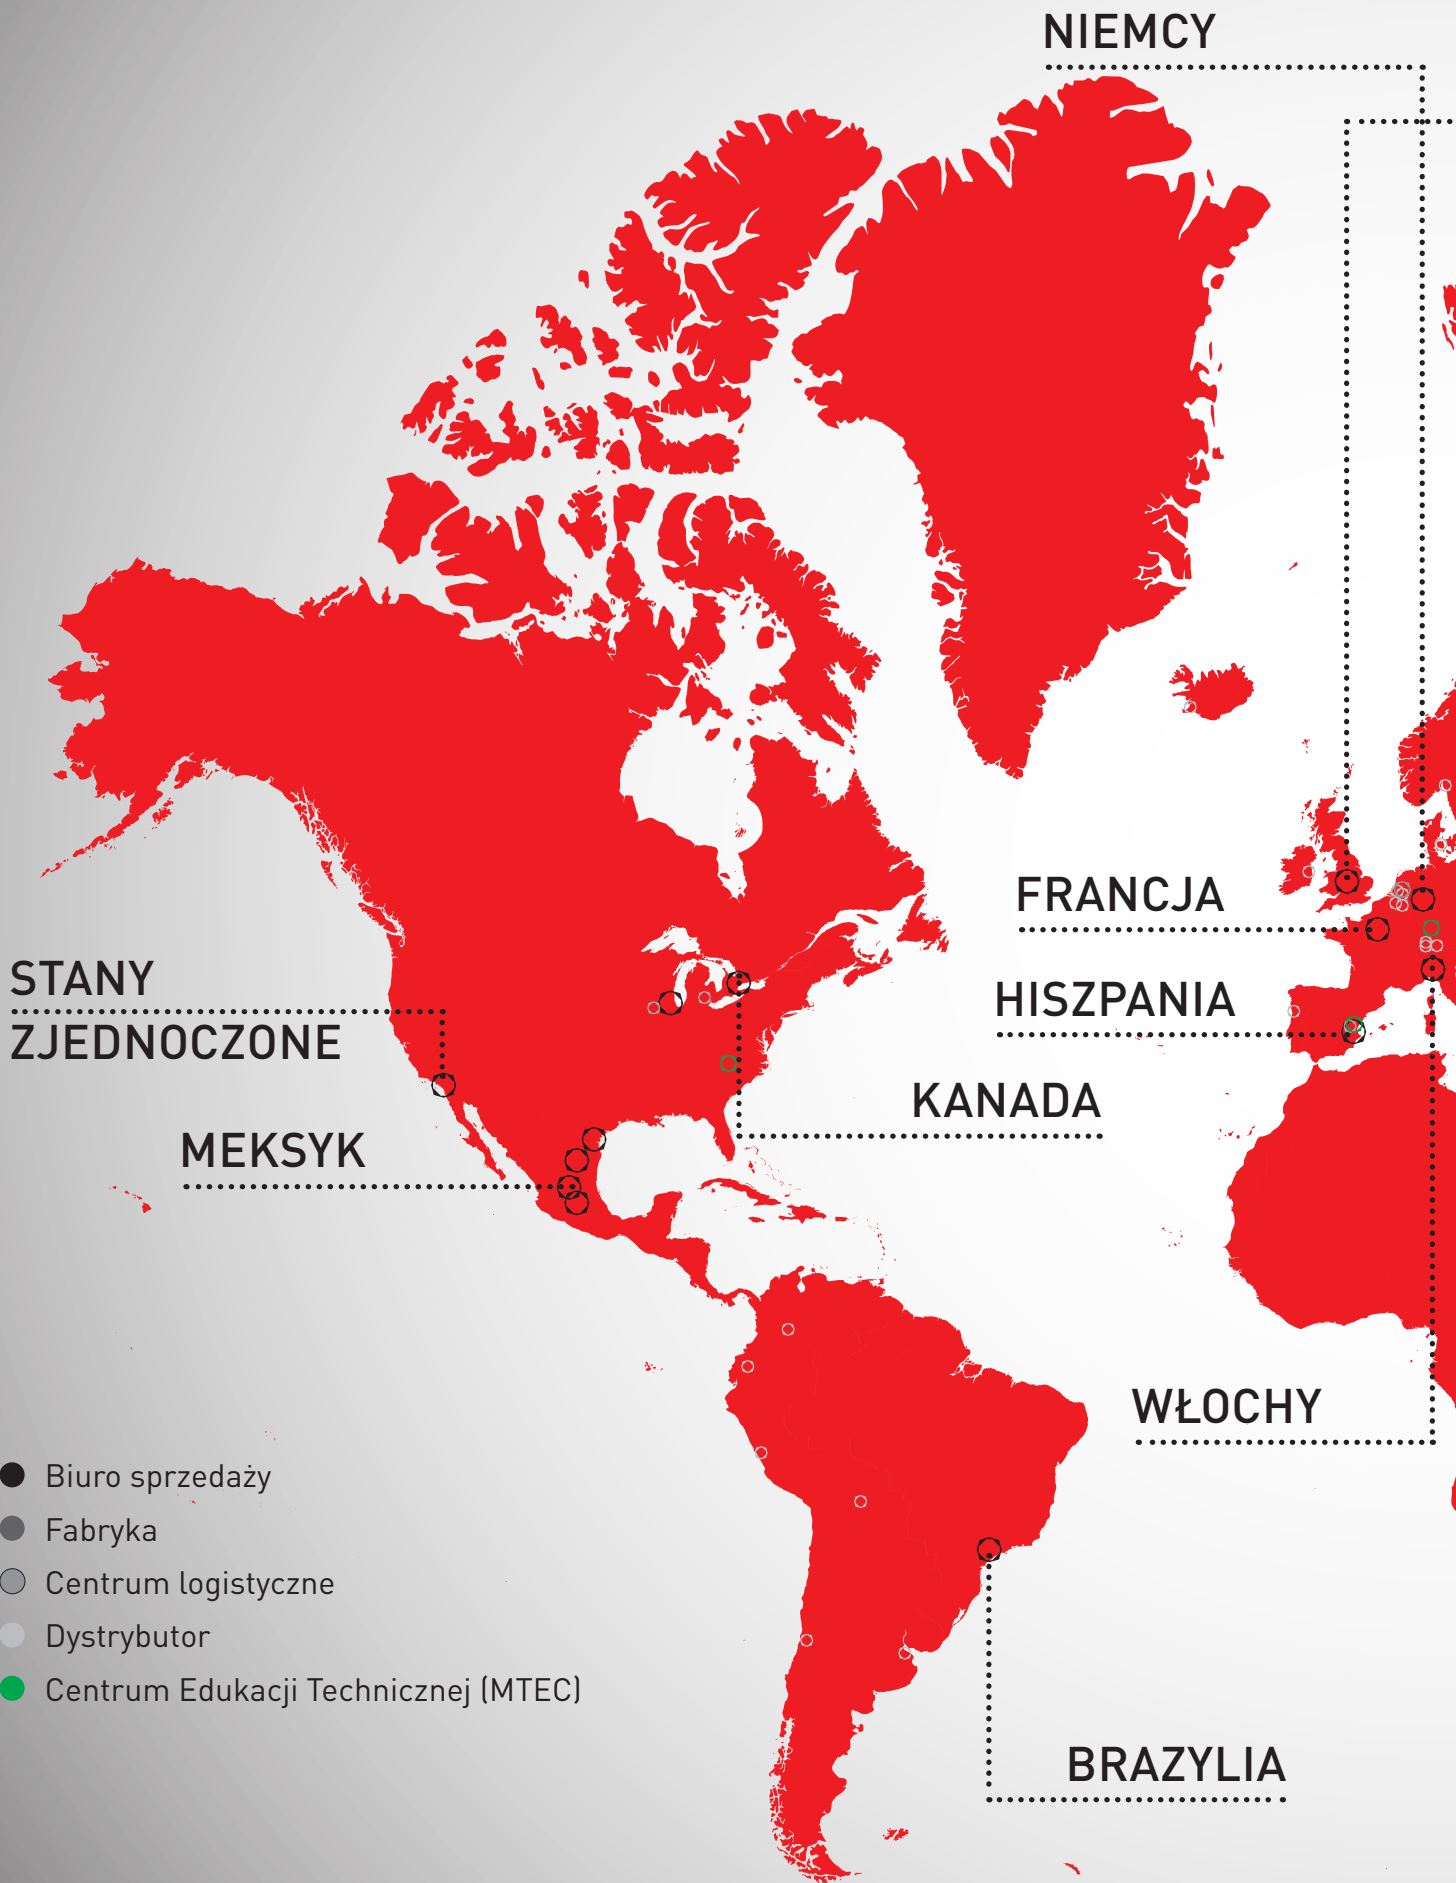 NIEMCY
FRANCJA
STANY
ZJEDNOCZONE
HISZPANIA
KANADA
MEKSYK
WŁOCHY
Biuro sprzedaży
Fabryka
Centrum logistyczne
Dystrybutor
Centrum Edukacji Technicznej (MTEC)
BRAZYLIA